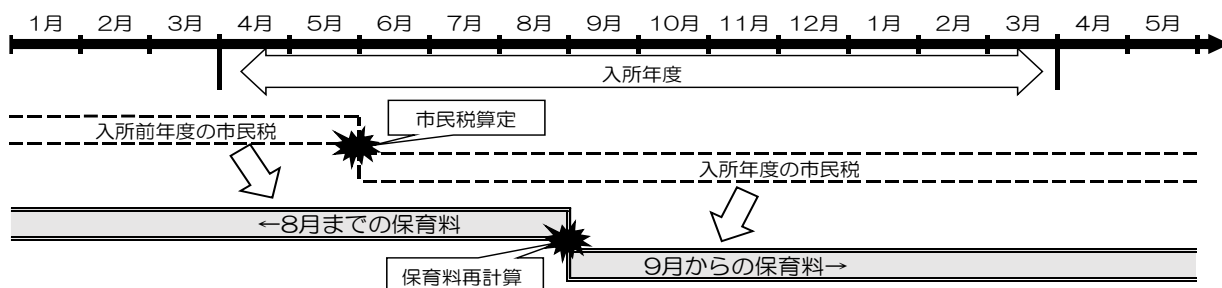 1月 2月 3月 4月 5月 6月 7月 8月 9月 10月 11月 12月 1月 2月 3月 4月 5月
入所年度
市民税算定
入所前年度の市民税
入所年度の市民税
←8月までの保育料
保育料再計算
9月からの保育料→